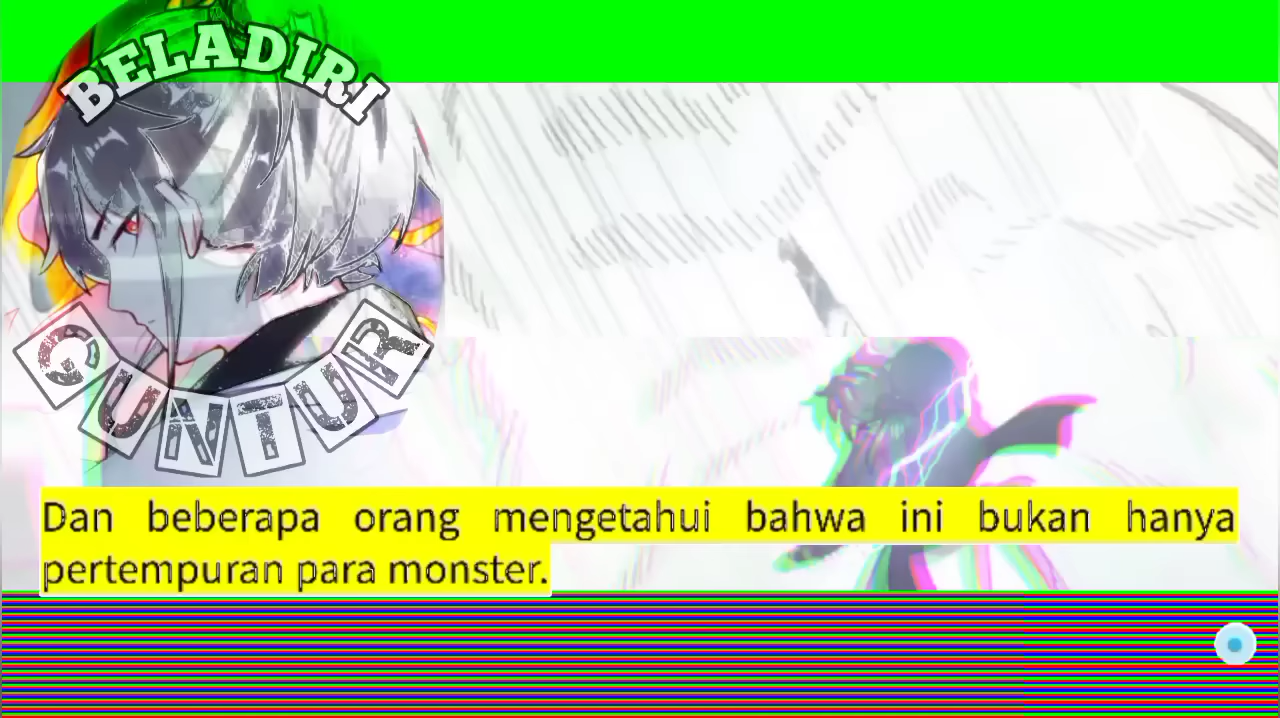 BELADIRI
GUNTUR
Dan beberapa orang mengetahui bahwa ini bukan hanya
pertempuran para monster.